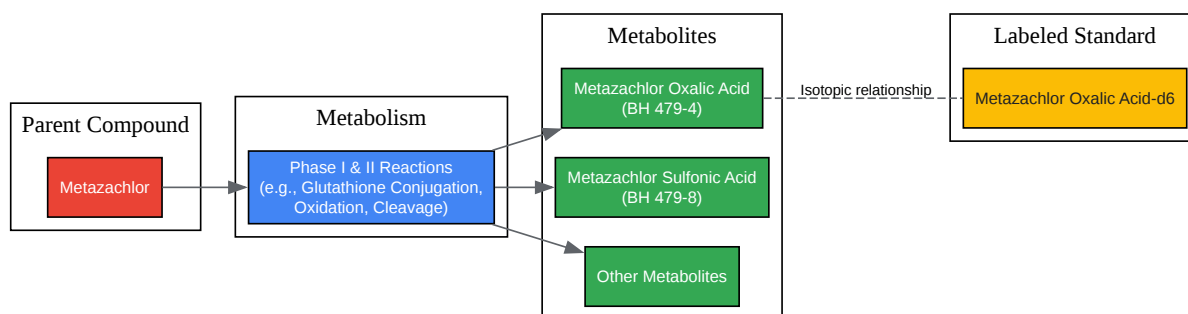 Parent Compound
Metazachlor
Metabolism
Phase I & II Reactions
(e.g., Glutathione Conjugation,
Oxidation, Cleavage)
Metabolites
Metazachlor Oxalic Acid
(BH 479-4)
Metazachlor Sulfonic Acid
(BH 479-8)
Other Metabolites
Isotopic relationship
Labeled Standard
Metazachlor Oxalic Acid-d6